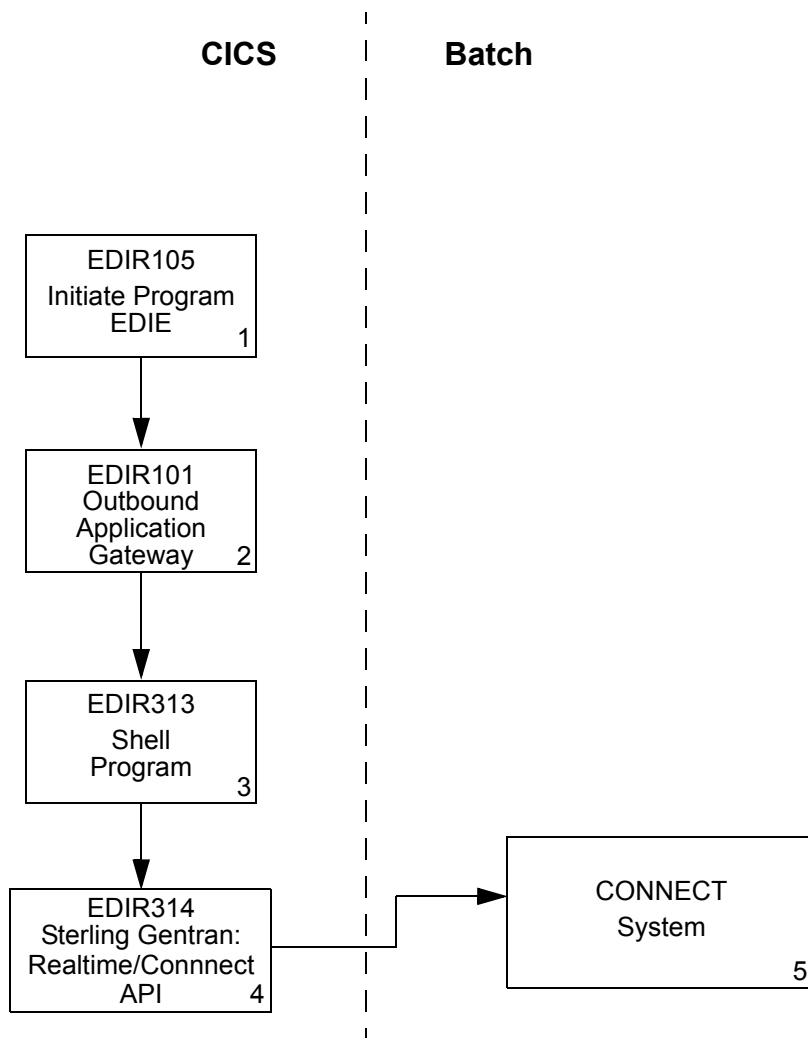 CICS
Batch
EDIR105
Initiate Program
EDIE
1
EDIR101
Outbound
Application
Gateway
2
EDIR313
Shell
Program
3
EDIR314
Sterling Gentran:
Realtime/Connnect
API
4
CONNECT
System
5